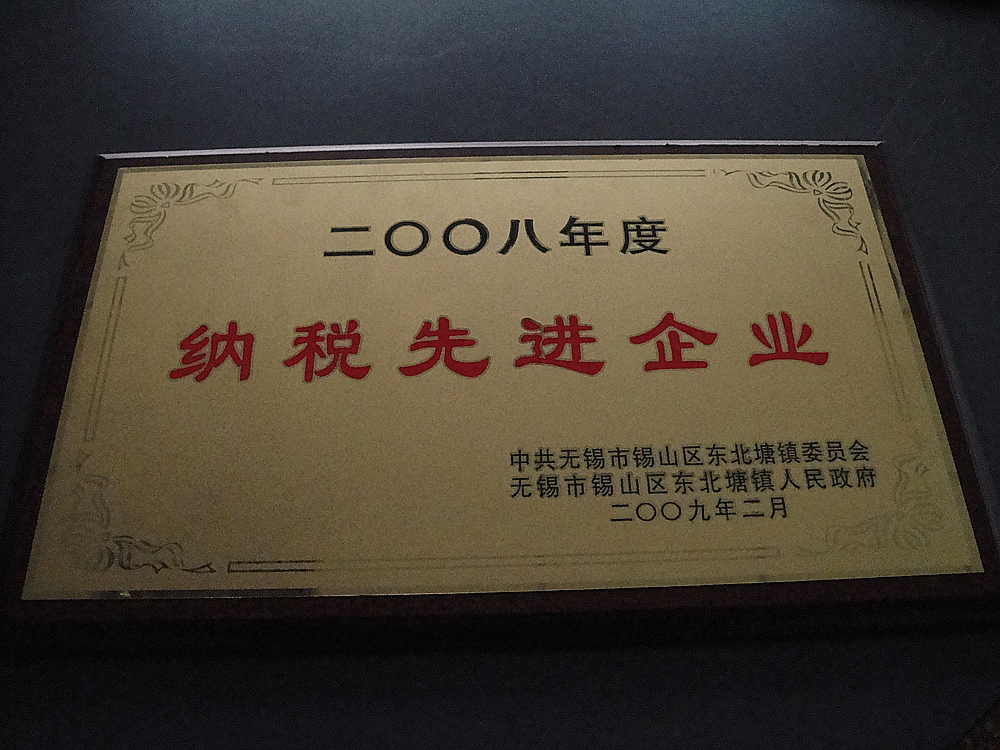 二〇〇八年度
纳税先进企业
中共无锡市锡山区东北塘镇委员会
无锡市锡山区东北塘镇人民政府
二〇〇九年二月